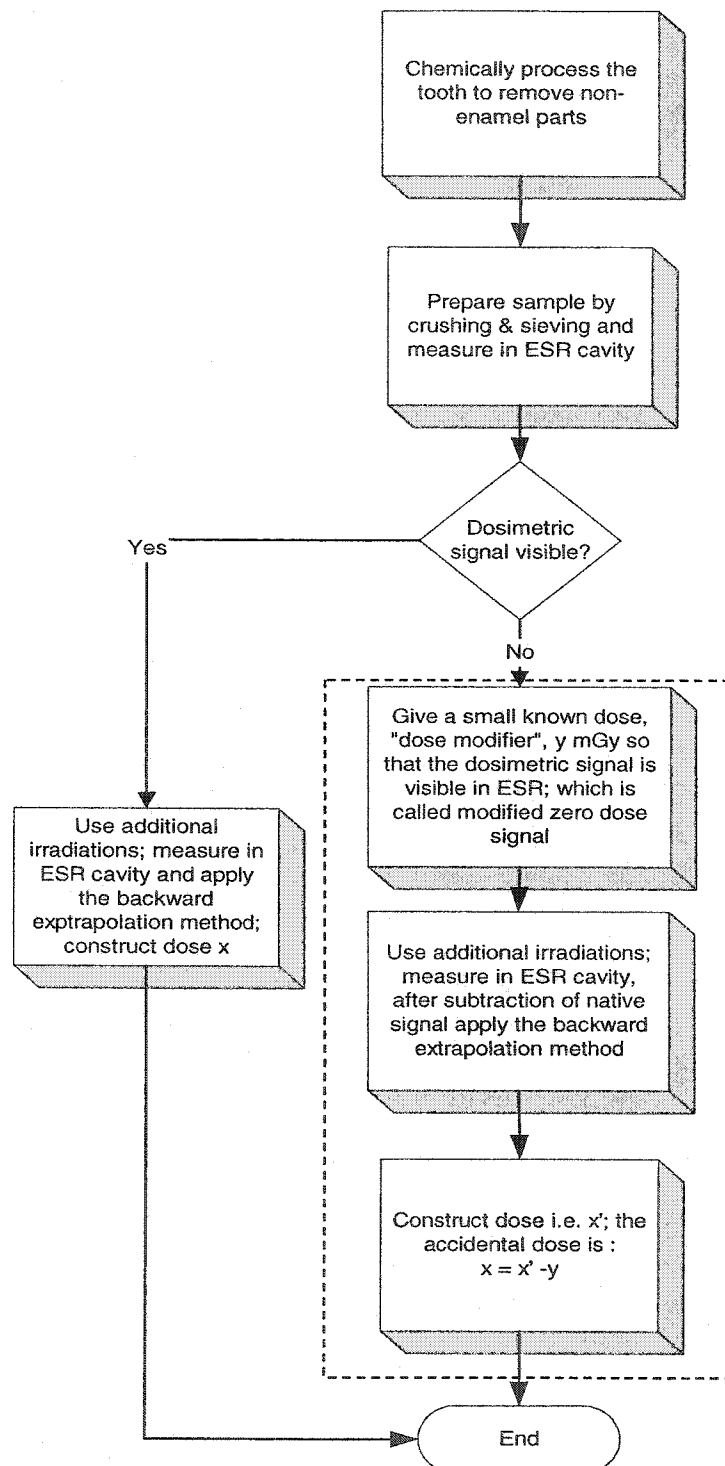 Chemically process the
tooth to remove non-
enamel parts
Prepare sample by
crushing & sieving and
measure in ESR cavity
Dosimetric
signal visible?
Yes
No
Give a small known dose,
"dose modifier", y mGy so
that the dosimetric signal is
visible in ESR; which is
called modified zero dose
signal
Use additional
irradiations; measure in
ESR cavity and apply
the backward
exptrapolation method;
construct dose x
Use additional irradiations;
measure in ESR cavity,
after subtraction of native
signal apply the backward
extrapolation method
Construct dose i.e. x'; the
accidental dose is :
x = x' -y
End